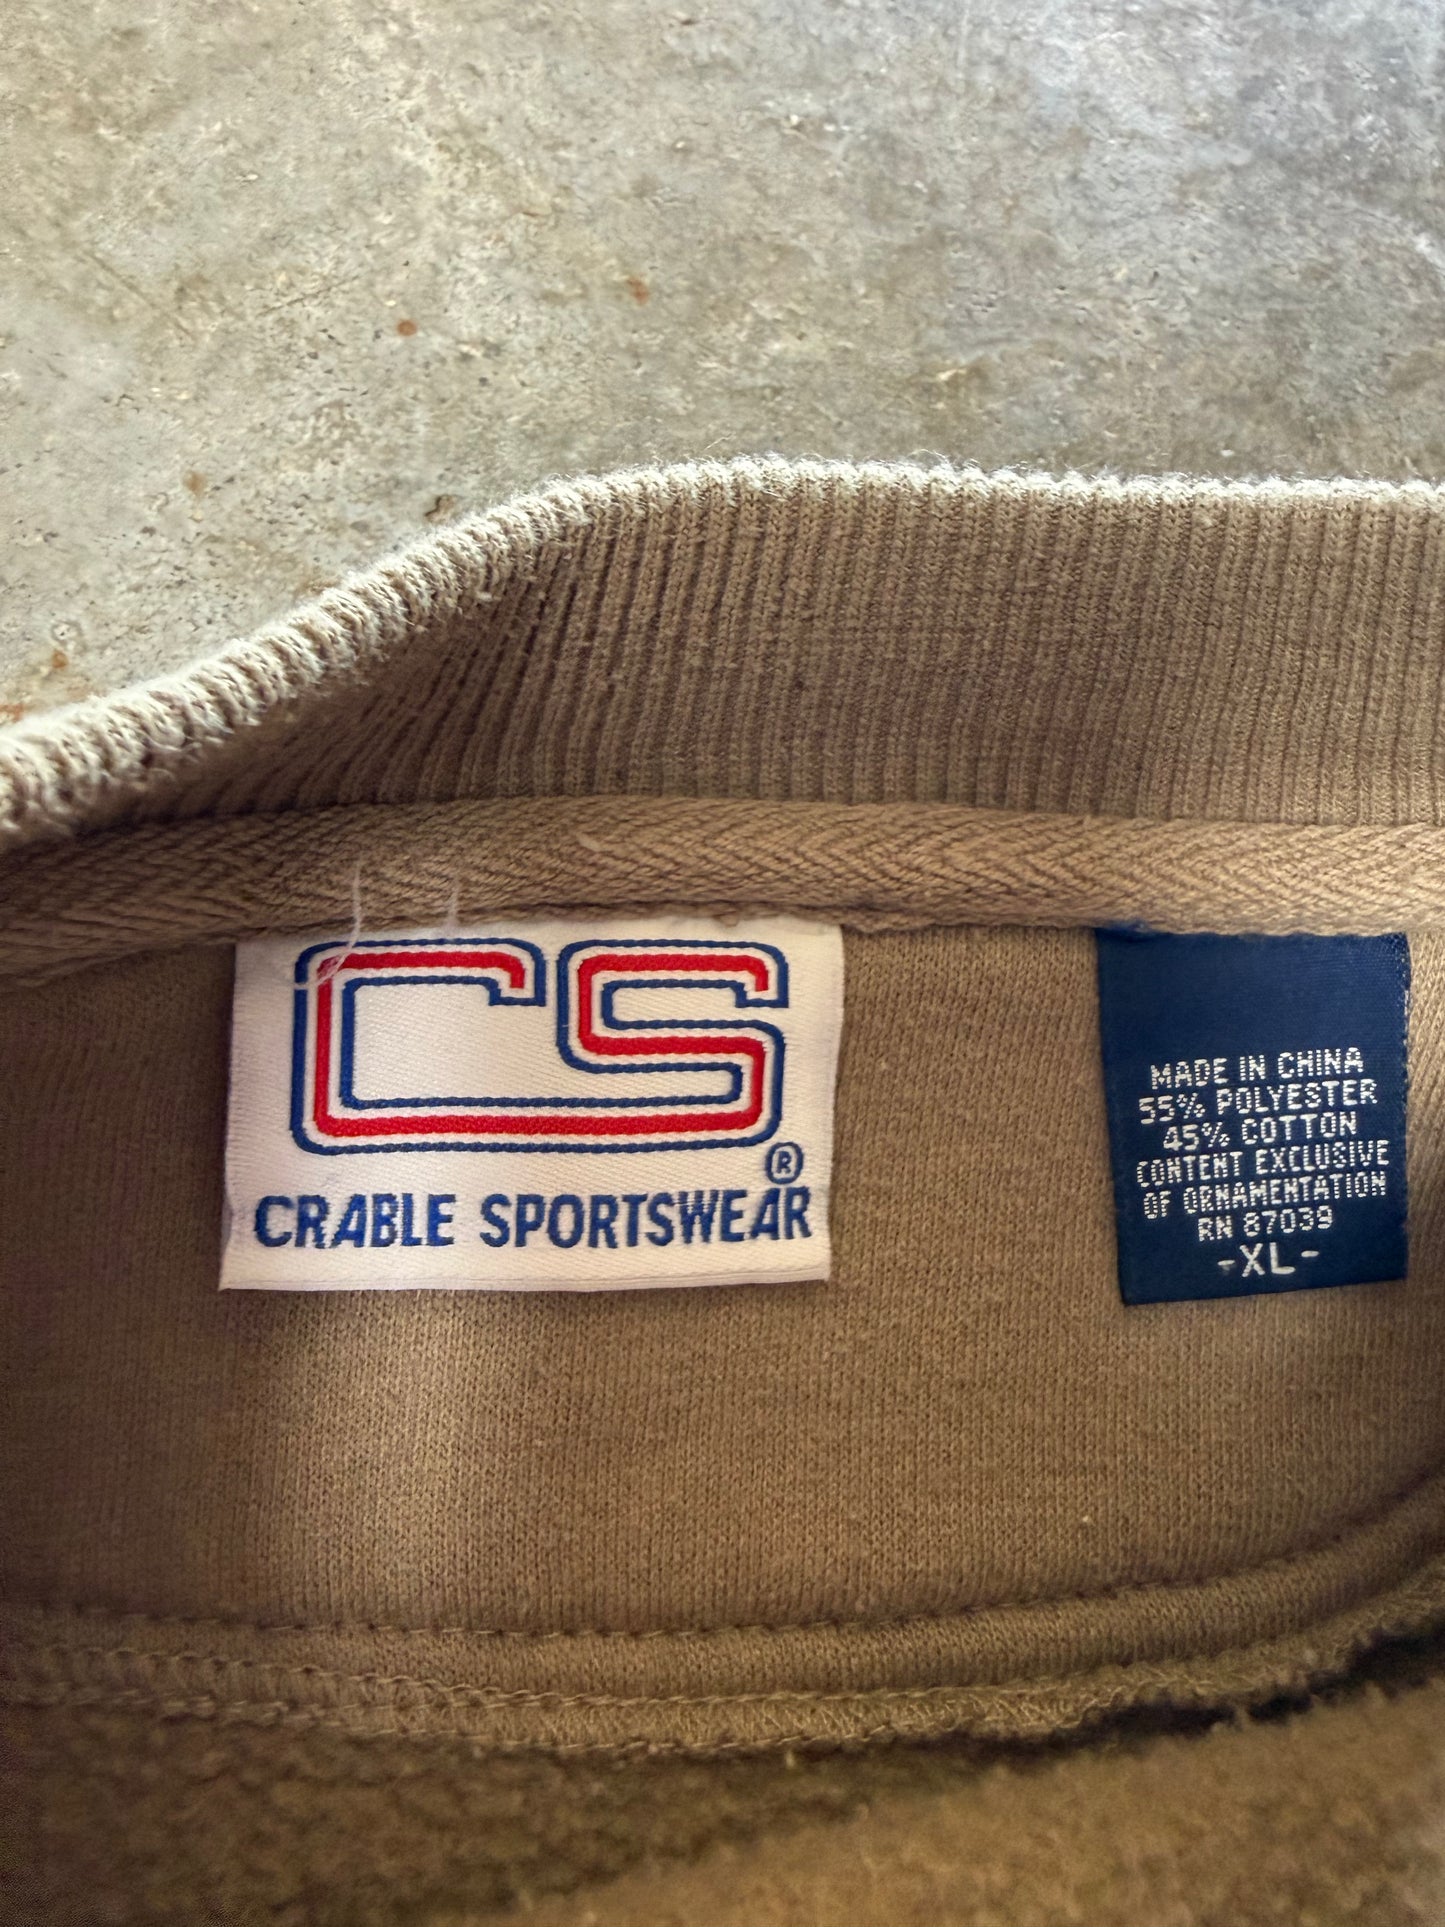 CS
®
CRABLE SPORTSWEAR
MADE IN CHINA
55% POLYESTER
45% COTTON
CONTENT EXCLUSIVE
OF ORNAMENTATION
RN 87039
-XL-